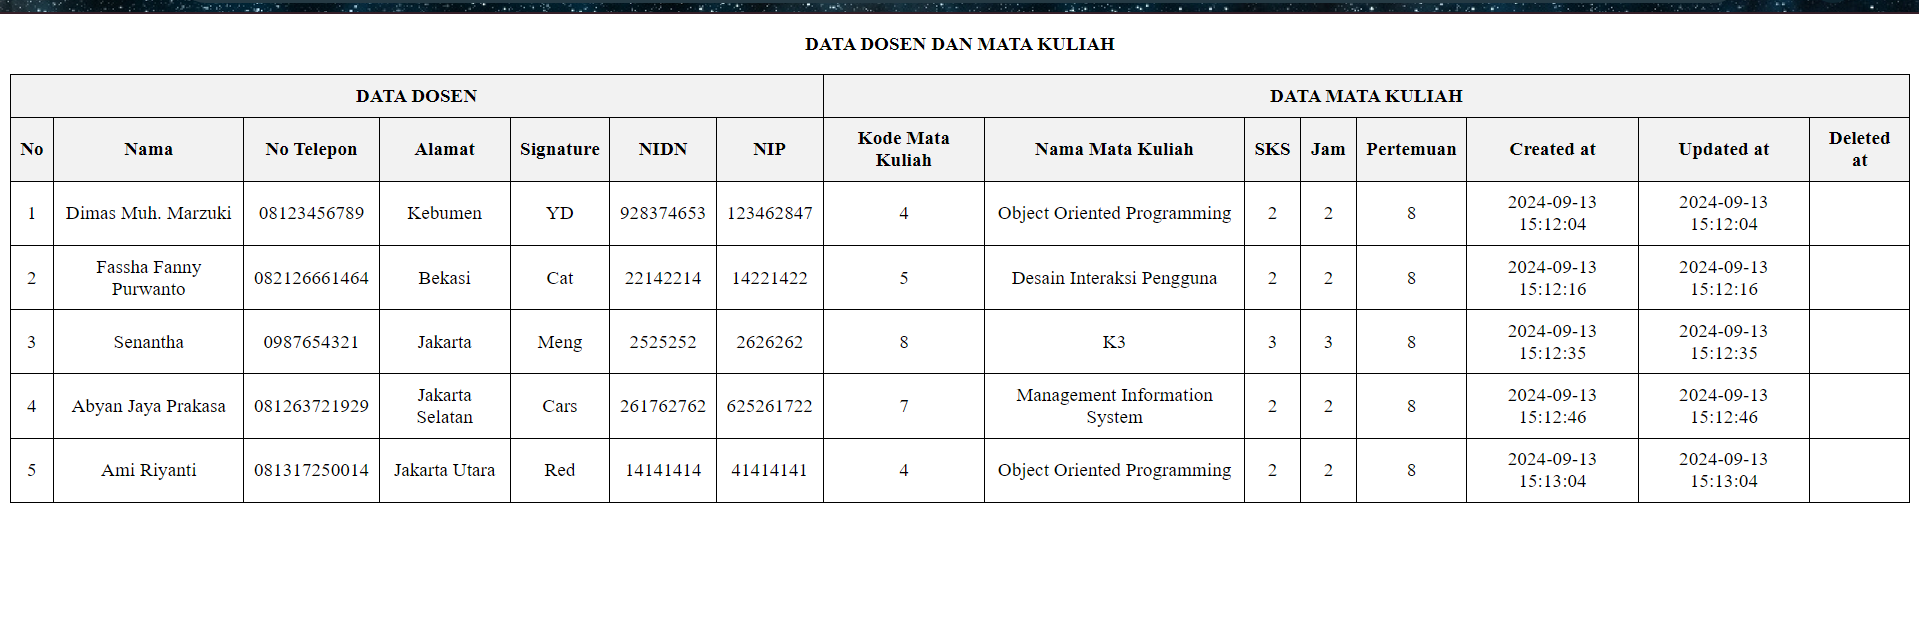 DATA DOSEN DAN MATA KULIAH
DATA DOSEN DATA MATA KULIAH
No Nama No Telepon Alamat Signature NIDN NIP Kode Mata Kuliah Nama Mata Kuliah SKS Jam Pertemuan Created at Updated at Deleted at
1 Dimas Muh. Marzuki 08123456789 Kebumen YD 928374653 123462847 4 Object Oriented Programming 2 2 8 2024-09-13 15:12:04 2024-09-13 15:12:04
2 Fassha Fanny Purwanto 082126661464 Bekasi Cat 22142214 14221422 5 Desain Interaksi Pengguna 2 2 8 2024-09-13 15:12:16 2024-09-13 15:12:16
3 Senantha 0987654321 Jakarta Meng 2525252 2626262 8 K3 3 3 8 2024-09-13 15:12:35 2024-09-13 15:12:35
4 Abyan Jaya Prakasa 081263721929 Jakarta Selatan Cars 261762762 625261722 7 Management Information System 2 2 8 2024-09-13 15:12:46 2024-09-13 15:12:46
5 Ami Riyanti 081317250014 Jakarta Utara Red 14141414 41414141 4 Object Oriented Programming 2 2 8 2024-09-13 15:13:04 2024-09-13 15:13:04